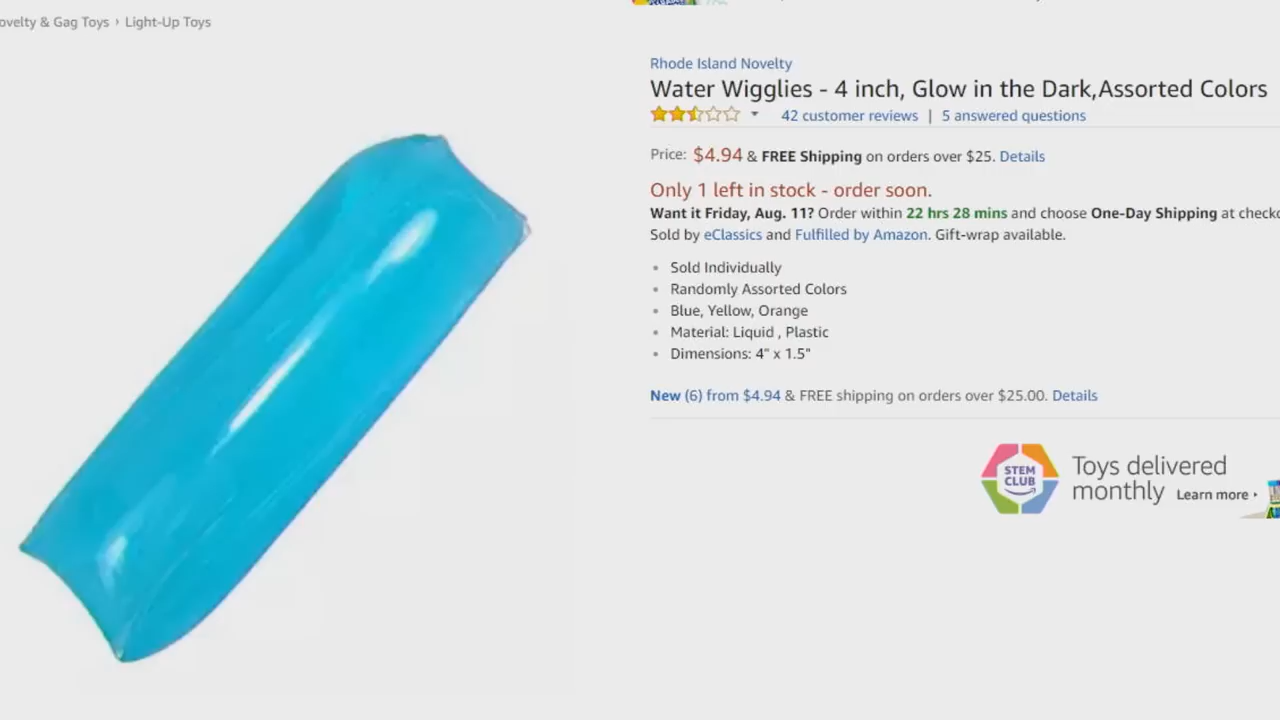 ovelty & Gag Toys › Light-Up Toys
Rhode Island Novelty
Water Wigglies - 4 inch, Glow in the Dark,Assorted Colors
42 customer reviews | 5 answered questions
Price: $4.94 & FREE Shipping on orders over $25. Details
Only 1 left in stock - order soon.
Want it Friday, Aug. 11? Order within 22 hrs 28 mins and choose One-Day Shipping at checko
Sold by eClassics and Fulfilled by Amazon. Gift-wrap available.
• Sold Individually
• Randomly Assorted Colors
• Blue, Yellow, Orange
• Material: Liquid , Plastic
• Dimensions: 4" x 1.5"
New (6) from $4.94 & FREE shipping on orders over $25.00. Details
STEM
CLUB
Toys delivered
monthly Learn more ›